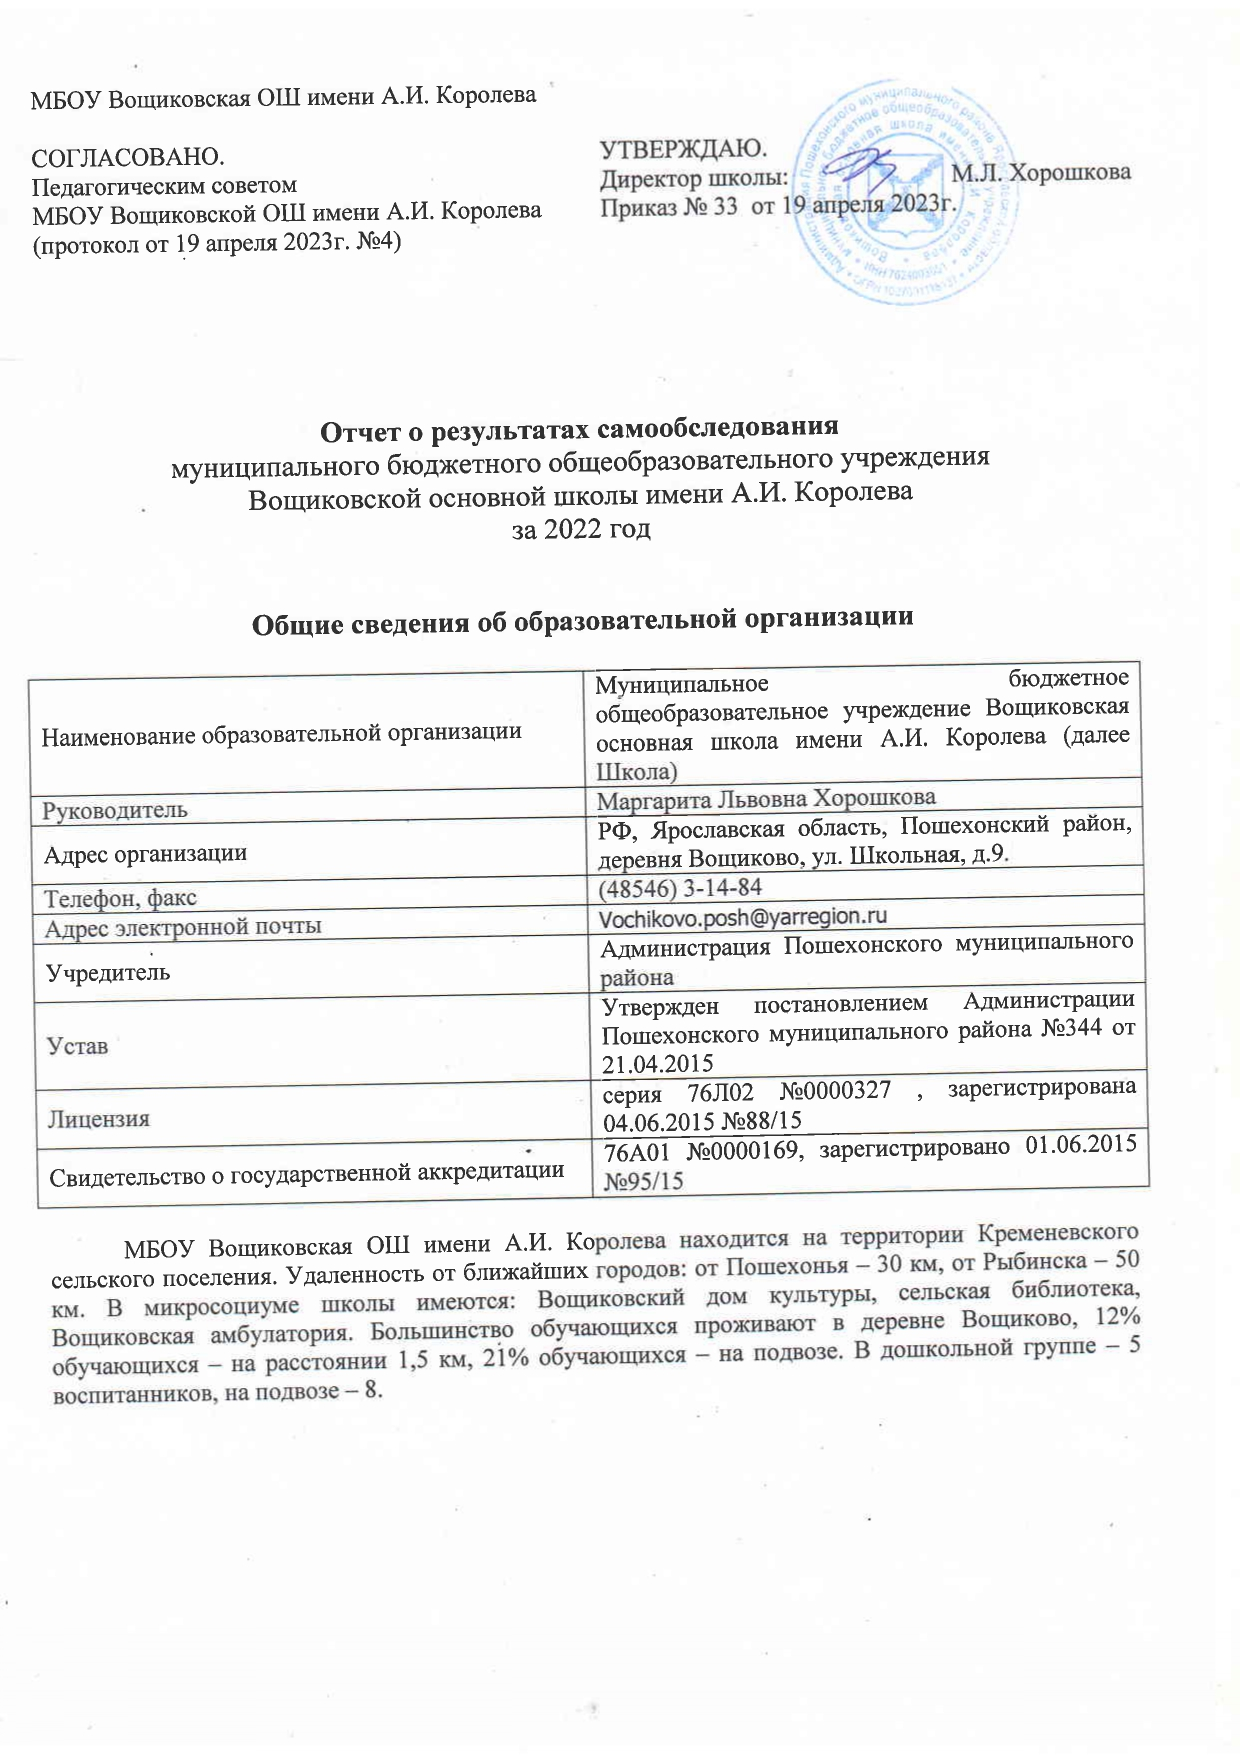 МБОУ Вощиковская ОШ имени А.И. Королева
СОГЛАСОВАНО.
Педагогическим советом
МБОУ Вощиковской ОШ имени А.И. Королева
(протокол от 19 апреля 2023г. №4)
УТВЕРЖДАЮ.
Директор школы: М.Л. Хорошкова
Приказ № 33 от 19 апреля 2023г.
Отчет о результатах самообследования
муниципального бюджетного общеобразовательного учреждения
Вощиковской основной школы имени А.И. Королева
за 2022 год
Общие сведения об образовательной организации
Наименование образовательной организации
Муниципальное бюджетное
общеобразовательное учреждение Вощиковская
основная школа имени А.И. Королева (далее
Школа)
Руководитель
Маргарита Львовна Хорошкова
Адрес организации
РФ, Ярославская область, Пошехонский район,
деревня Вощиково, ул. Школьная, д.9.
Телефон, факс
(48546) 3-14-84
Адрес электронной почты
Vochikovo.posh@yarregion.ru
Учредитель
Администрация Пошехонского муниципального
района
Устав
Утвержден постановлением Администрации
Пошехонского муниципального района №344 от
21.04.2015
Лицензия
серия 76Л02 №0000327 , зарегистрирована
04.06.2015 №88/15
Свидетельство о государственной аккредитации
76А01 №0000169, зарегистрировано 01.06.2015
№95/15
МБОУ Вощиковская ОШ имени А.И. Королева находится на территории Кременевского
сельского поселения. Удаленность от ближайших городов: от Пошехонья – 30 км, от Рыбинска – 50
км. В микросоциуме школы имеются: Вощиковский дом культуры, сельская библиотека,
Вощиковская амбулатория. Большинство обучающихся проживают в деревне Вощиково, 12%
обучающихся – на расстоянии 1,5 км, 21% обучающихся – на подвозе. В дошкольной группе – 5
воспитанников, на подвозе – 8.